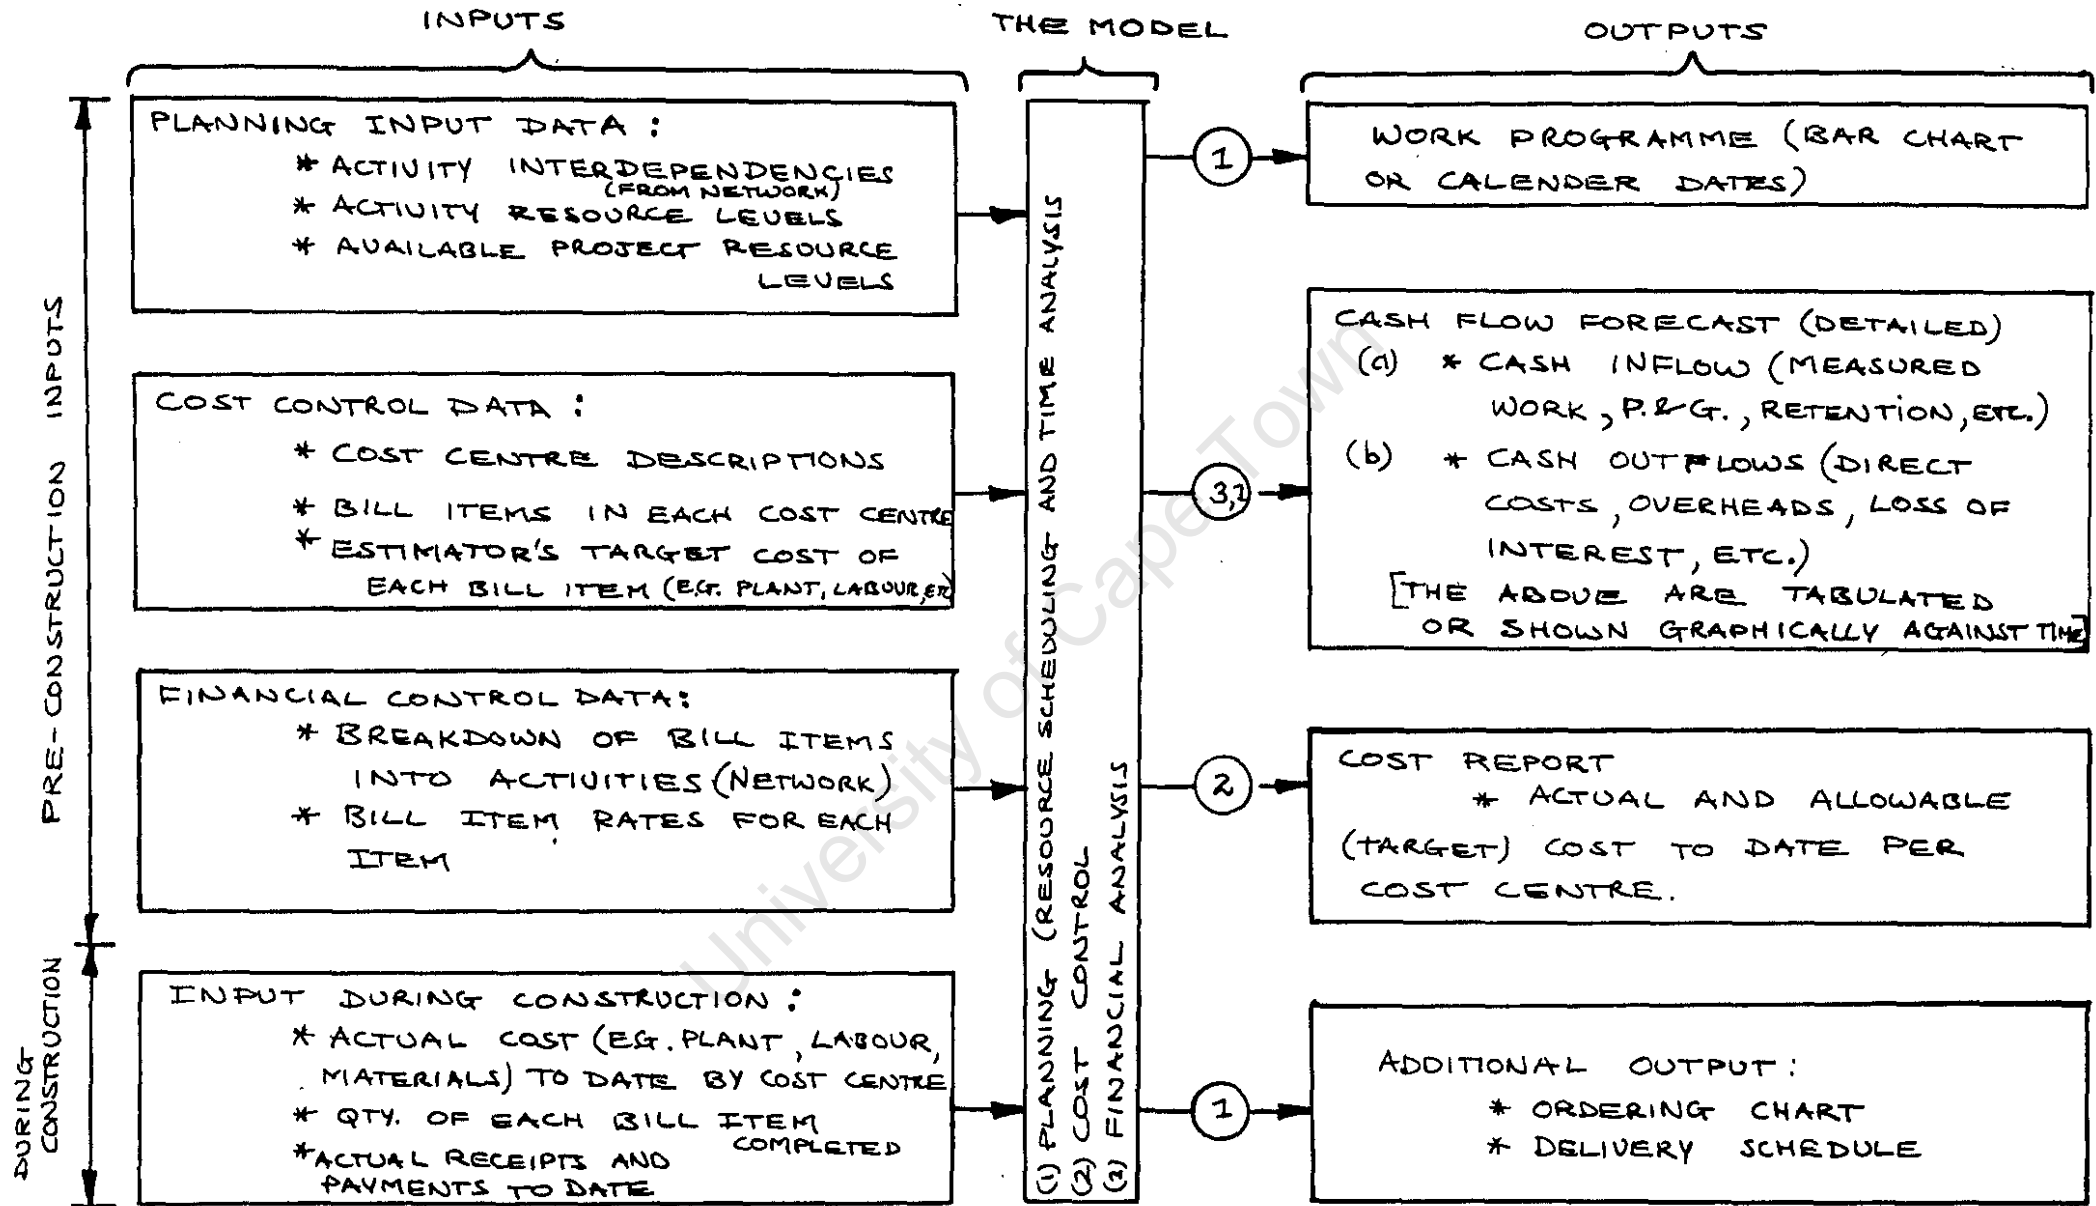 INPUTS
THE MODEL
OUTPUTS
PRE-CONSTRUCTION INPUTS
DURING
CONSTRUCTION
PLANNING INPUT DATA :
* ACTIVITY INTERDEPENDENCIES
(FROM NETWORK)
* ACTIVITY RESOURCE LEVELS
* AVAILABLE PROJECT RESOURCE
LEVELS
COST CONTROL DATA :
* COST CENTRE DESCRIPTIONS
* BILL ITEMS IN EACH COST CENTRE
* ESTIMATOR'S TARGET COST OF
EACH BILL ITEM (E.G. PLANT, LABOUR, ETC)
FINANCIAL CONTROL DATA:
* BREAKDOWN OF BILL ITEMS
INTO ACTIVITIES (NETWORK)
* BILL ITEM RATES FOR EACH
ITEM
INPUT DURING CONSTRUCTION :
* ACTUAL COST (EG. PLANT, LABOUR,
MATERIALS) TO DATE BY COST CENTRE
* QTY. OF EACH BILL ITEM
COMPLETED
* ACTUAL RECEIPTS AND
PAYMENTS TO DATE
(1) PLANNING (RESOURCE SCHEDULING AND TIME ANALYSIS
(2) COST CONTROL
(3) FINANCIAL ANALYSIS
1
WORK PROGRAMME (BAR CHART
OR CALENDER DATES)
3,1
CASH FLOW FORECAST (DETAILED)
(a) * CASH INFLOW (MEASURED
WORK, P.&G., RETENTION, ETC.)
(b) * CASH OUTFLOWS (DIRECT
COSTS, OVERHEADS, LOSS OF
INTEREST, ETC.)
[THE ABOVE ARE TABULATED
OR SHOWN GRAPHICALLY AGAINST TIME]
2
COST REPORT
* ACTUAL AND ALLOWABLE
(TARGET) COST TO DATE PER
COST CENTRE.
1
ADDITIONAL OUTPUT:
* ORDERING CHART
* DELIVERY SCHEDULE
University of Cape Town